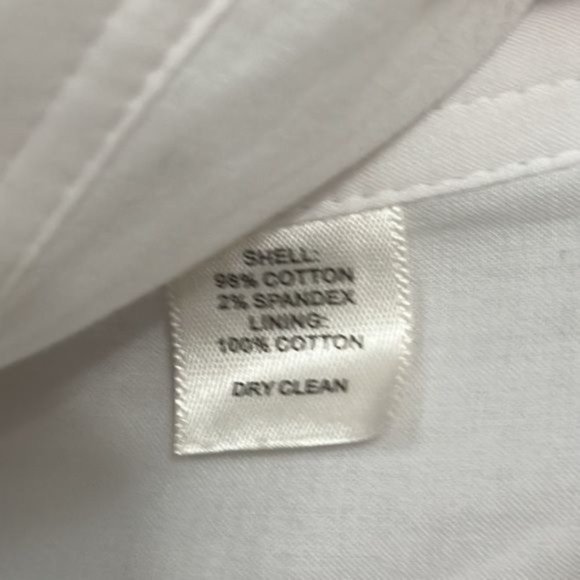 SHELL:
98% COTTON
2% SPANDEX
LINING:
100% COTTON
DRY CLEAN